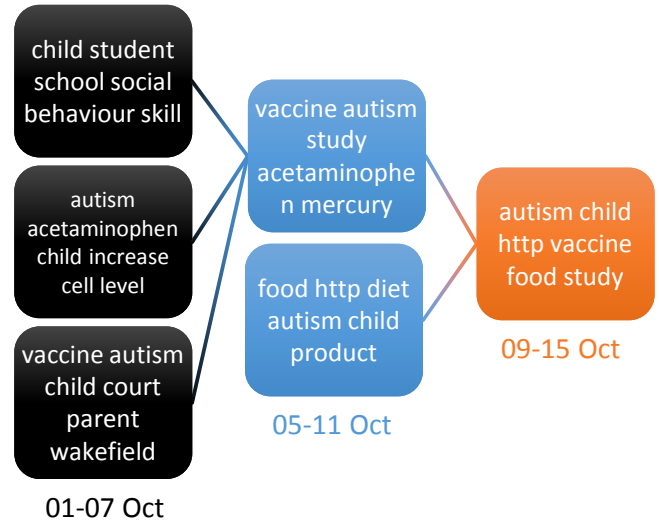 child student
school social
behaviour skill
autism
acetaminophen
child increase
cell level
vaccine autism
child court
parent
wakefield
01-07 Oct
vaccine autism
study
acetaminophe
n mercury
food http diet
autism child
product
05-11 Oct
autism child
http vaccine
food study
09-15 Oct